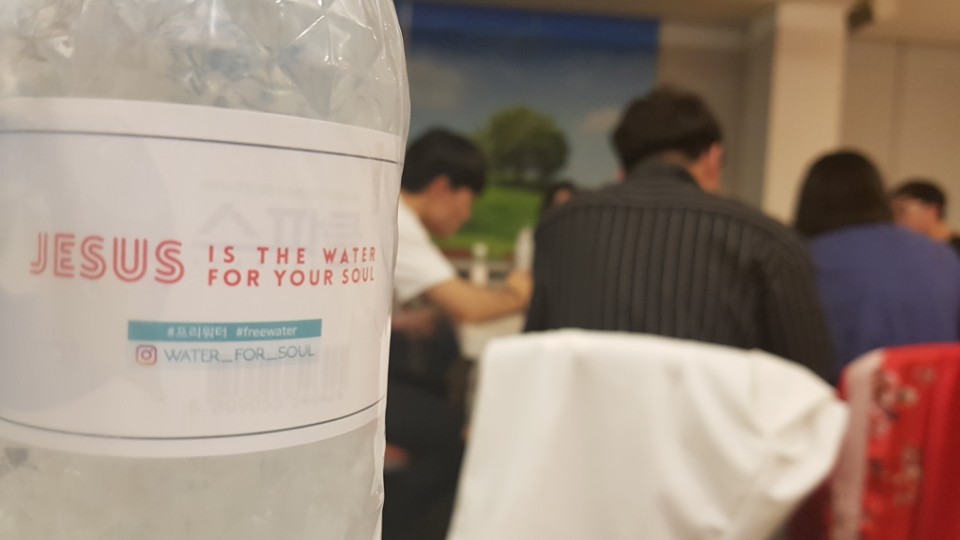 JESUS IS THE WATER
FOR YOUR SOUL
#프리워터 #freewater
WATER_FOR_SOUL